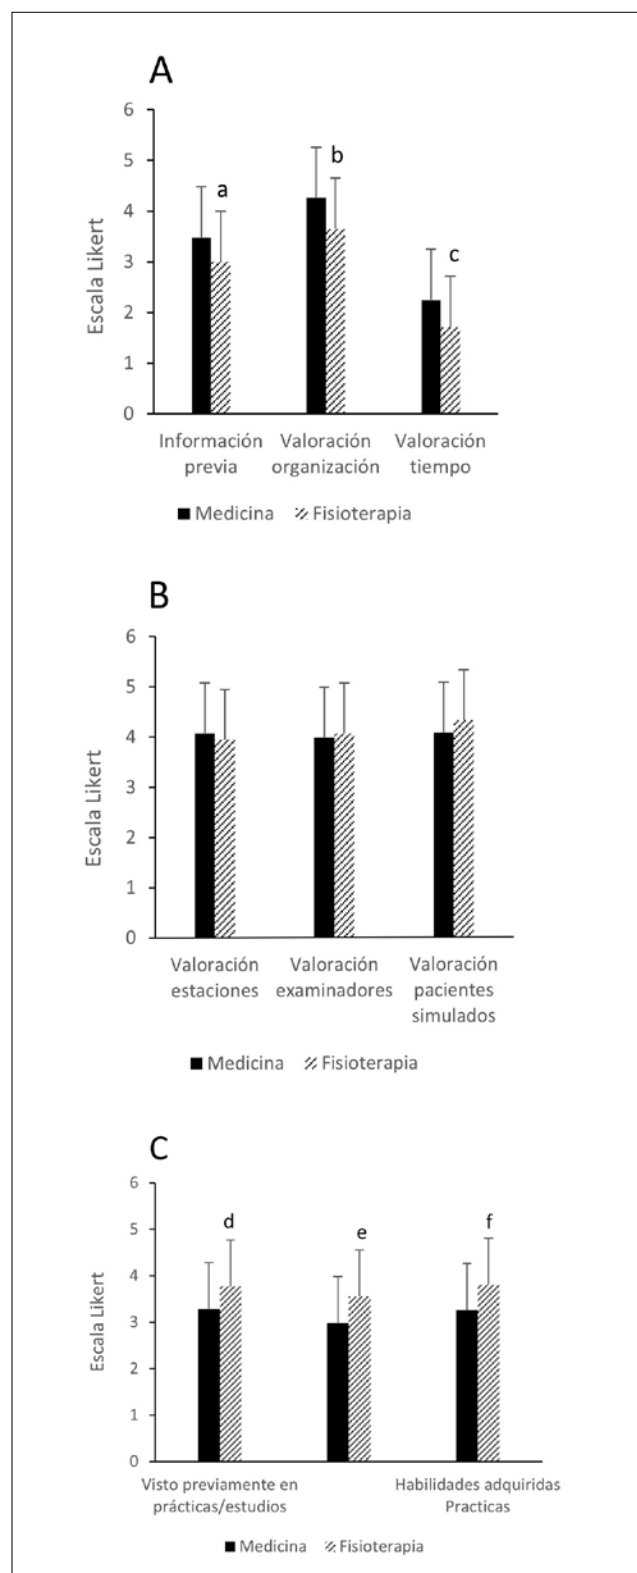 A
6
5
4
3
2
1
0
Escala Likert
a
b
c
Información
previa
Valoración
organización
Valoración
tiempo
Medicina
Fisioterapia
B
6
5
4
3
2
1
0
Escala Likert
Valoración
estaciones
Valoración
examinadores
Valoración
pacientes
simulados
Medicina
Fisioterapia
C
6
5
4
3
2
1
0
Escala Likert
d
e
f
Visto previamente en
prácticas/estudios
Habilidades adquiridas
Practicas
Medicina
Fisioterapia